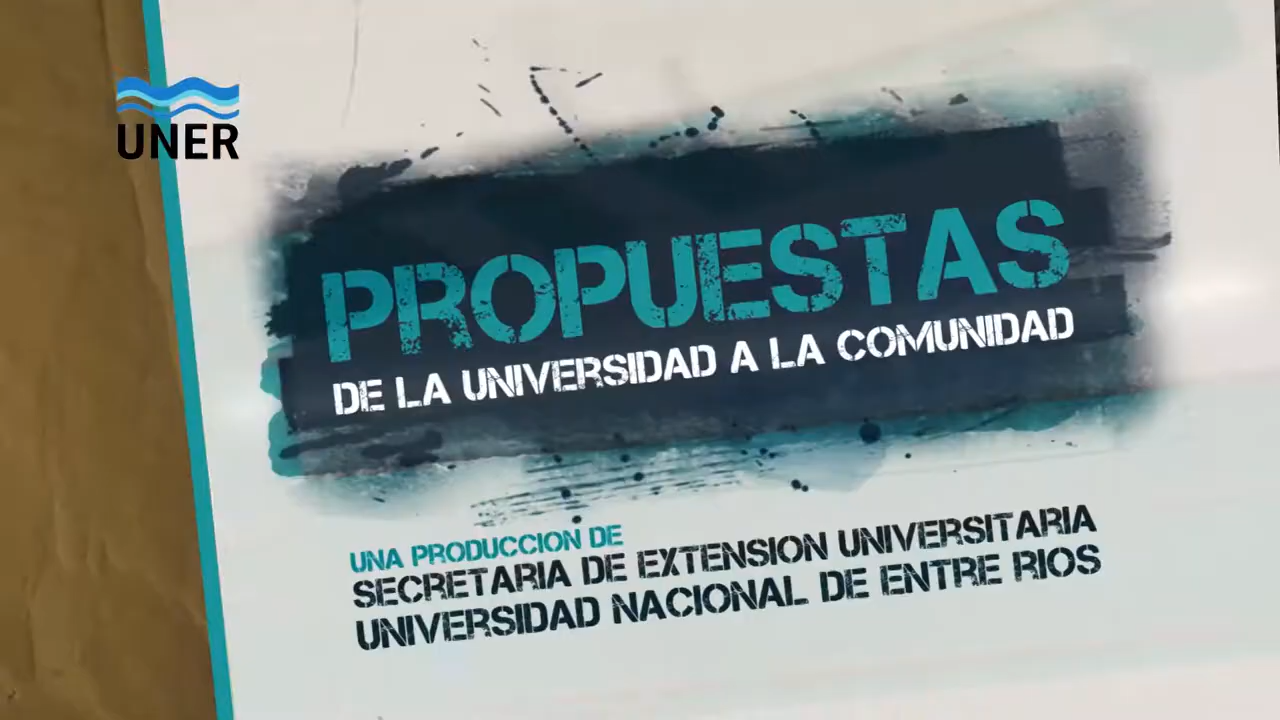 UNER
PROPUESTAS
DE LA UNIVERSIDAD A LA COMUNIDAD
UNA PRODUCCION DE
SECRETARIA DE EXTENSION UNIVERSITARIA
UNIVERSIDAD NACIONAL DE ENTRE RIOS